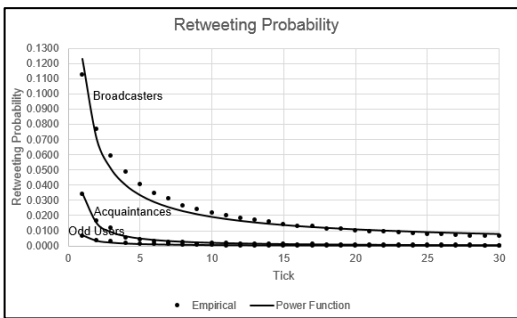 Retweeting Probability
0.1300
0.1200
0.1100
0.1000
0.0900
0.0800
0.0700
0.0600
0.0500
0.0400
0.0300
0.0200
0.0100
0.0000
Retweeting Probability
Broadcasters
Acquaintances
Odd Users
0 5 10 15 20 25 30
Tick
Empirical Power Function